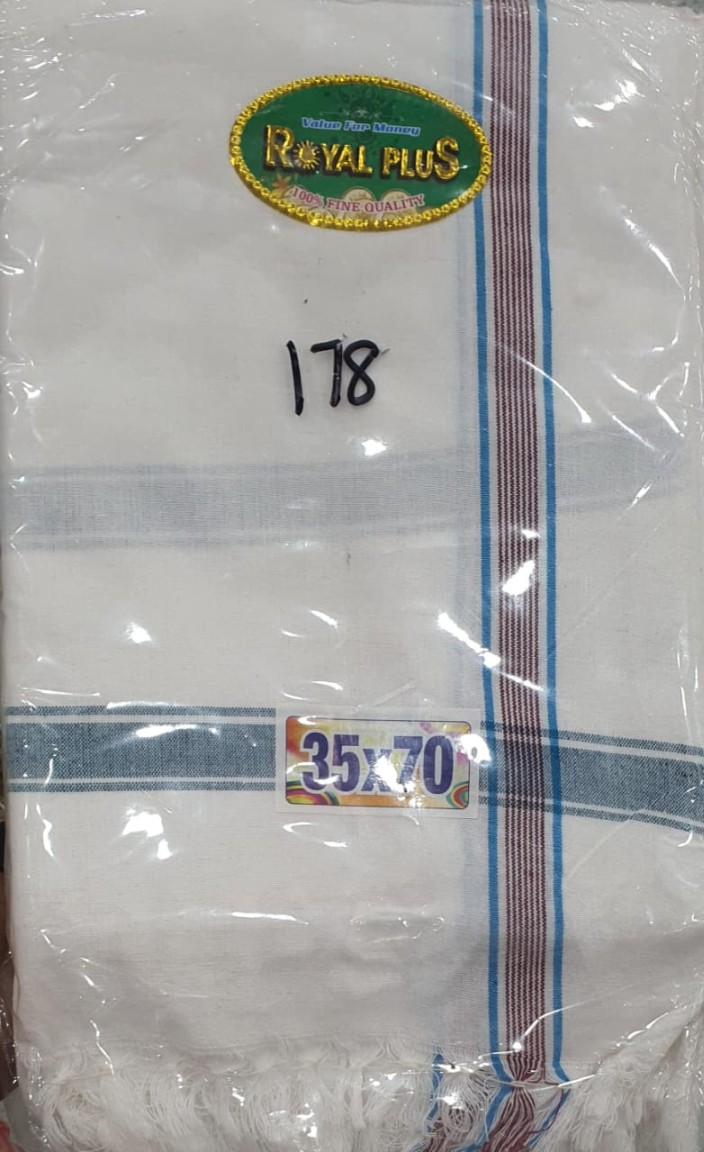 Value For Money
ROYAL PLUS
100% FINE QUALITY
178
35x70